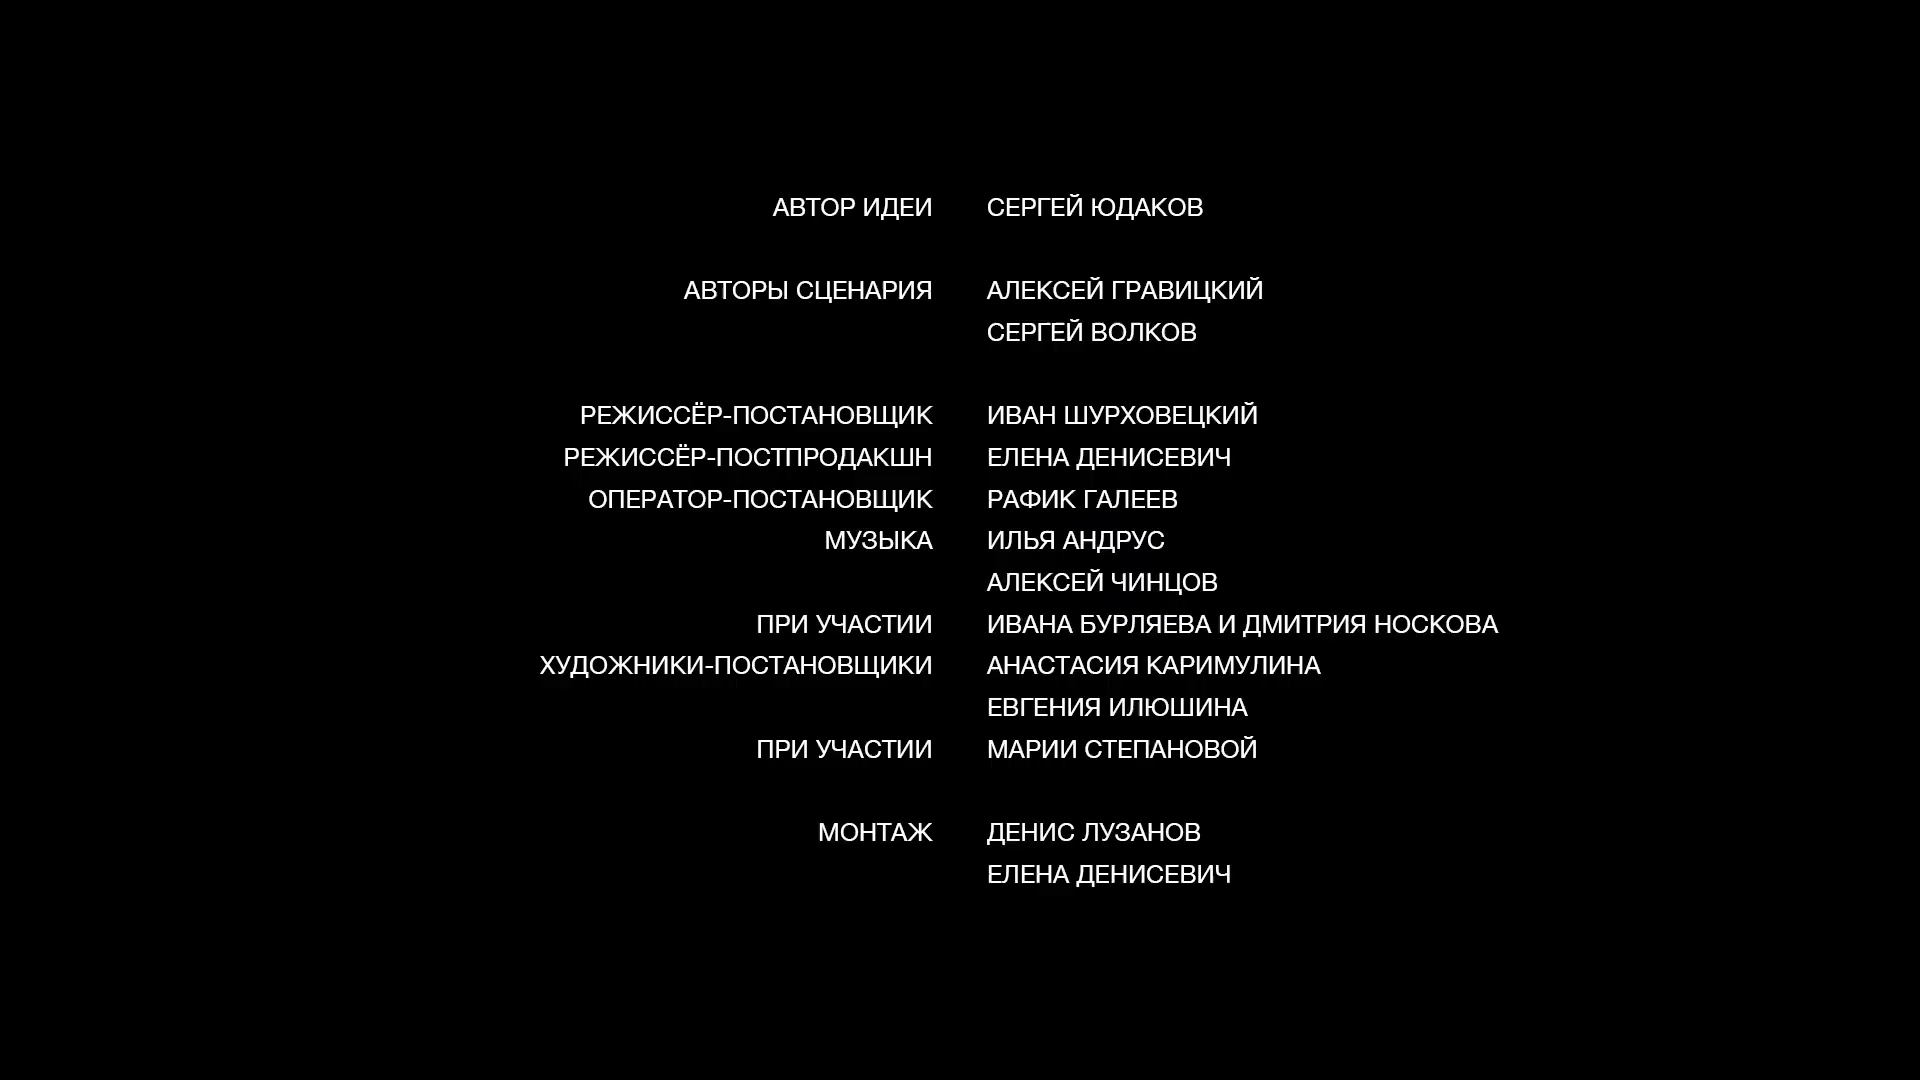 АВТОР ИДЕИ СЕРГЕЙ ЮДАКОВ
АВТОРЫ СЦЕНАРИЯ АЛЕКСЕЙ ГРАВИЦКИЙ
СЕРГЕЙ ВОЛКОВ
РЕЖИССЁР-ПОСТАНОВЩИК ИВАН ШУРХОВЕЦКИЙ
РЕЖИССЁР-ПОСТПРОДАКШН ЕЛЕНА ДЕНИСЕВИЧ
ОПЕРАТОР-ПОСТАНОВЩИК РАФИК ГАЛЕЕВ
МУЗЫКА ИЛЬЯ АНДРУС
АЛЕКСЕЙ ЧИНЦОВ
ПРИ УЧАСТИИ ИВАНА БУРЛЯЕВА И ДМИТРИЯ НОСКОВА
ХУДОЖНИКИ-ПОСТАНОВЩИКИ АНАСТАСИЯ КАРИМУЛИНА
ЕВГЕНИЯ ИЛЮШИНА
ПРИ УЧАСТИИ МАРИИ СТЕПАНОВОЙ
МОНТАЖ ДЕНИС ЛУЗАНОВ
ЕЛЕНА ДЕНИСЕВИЧ